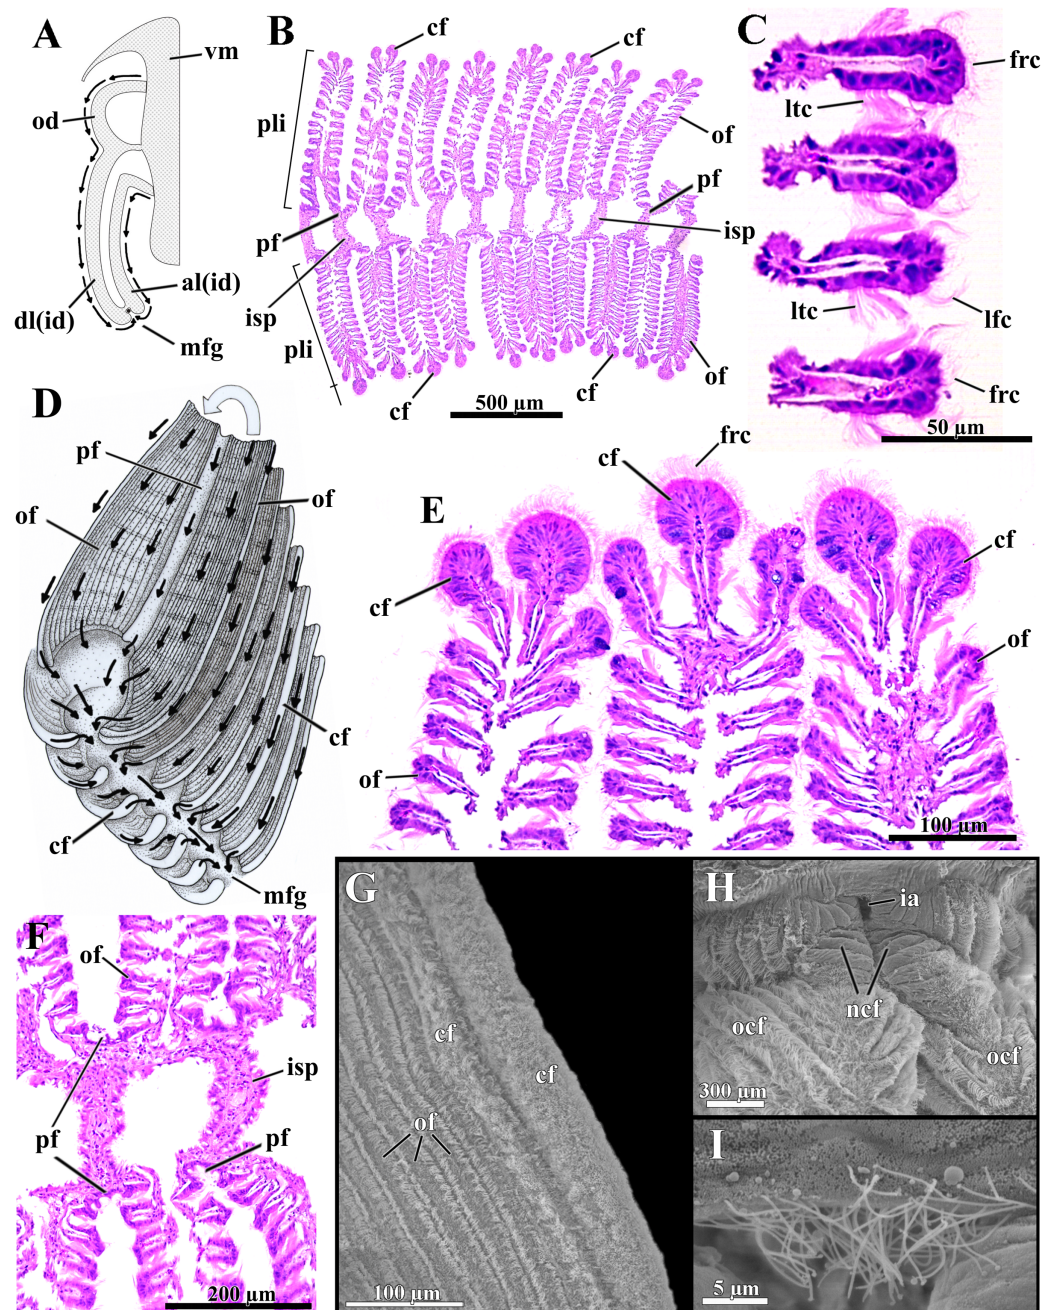 A
vm
od
al(id)
dl(id)
mfg
B
cf
cf
pli
of
pf
pf
isp
isp
pli
of
cf
cf
500 µm
C
frc
ltc
ltc
lfc
frc
50 µm
D
pf
of
of
cf
cf
mfg
E
frc
cf
cf
cf
of
of
100 µm
F
of
isp
pf
pf
200 µm
G
cf
cf
of
100 µm
H
ia
ncf
ocf
ocf
300 µm
I
5 µm